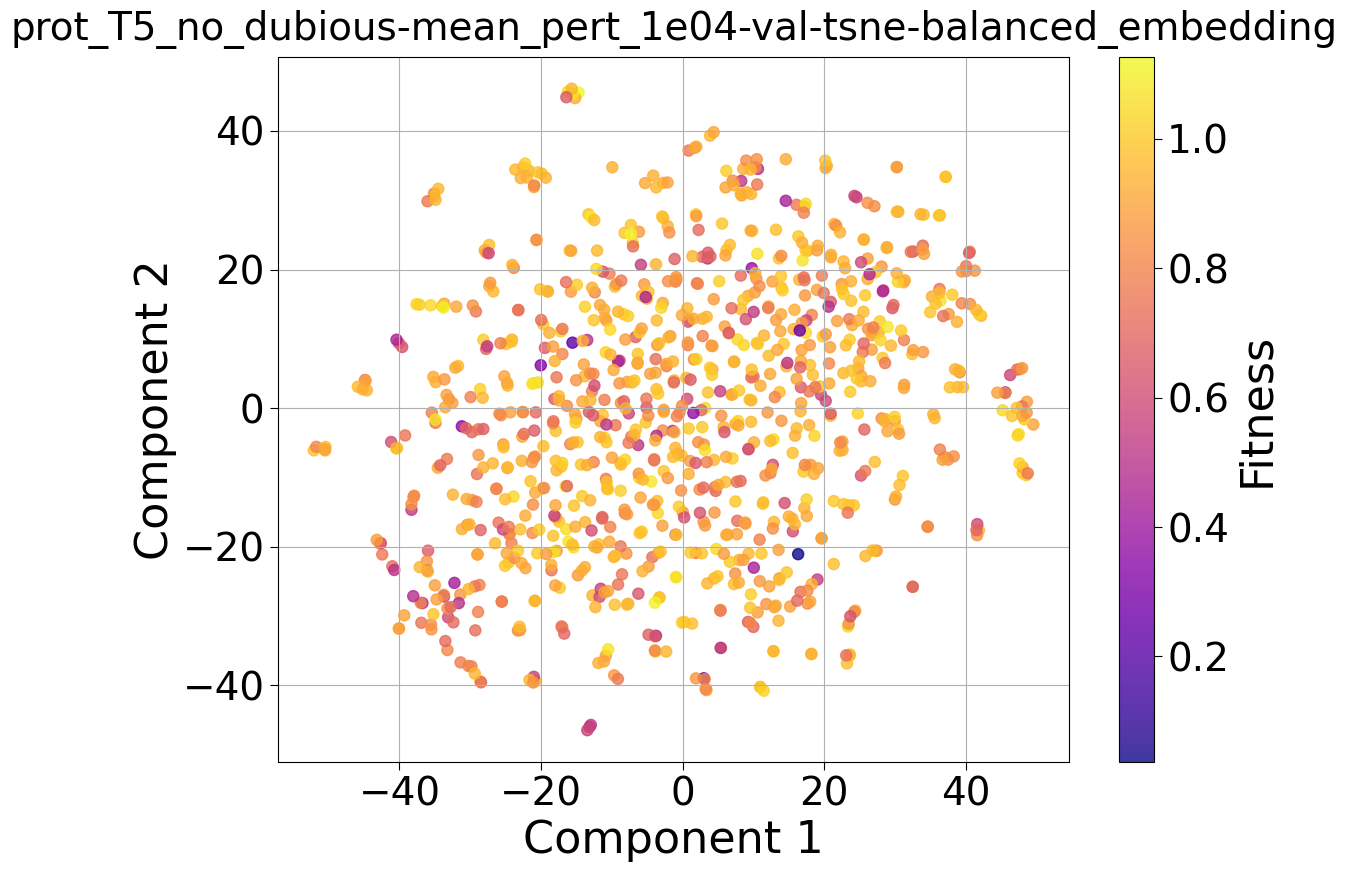 prot_T5_no_dubious-mean_pert_1e04-val-tsne-balanced_embedding
40
20
0
−20
−40
−40 −20 0 20 40
Component 1
Component 2
1.0
0.8
0.6
0.4
0.2
Fitness